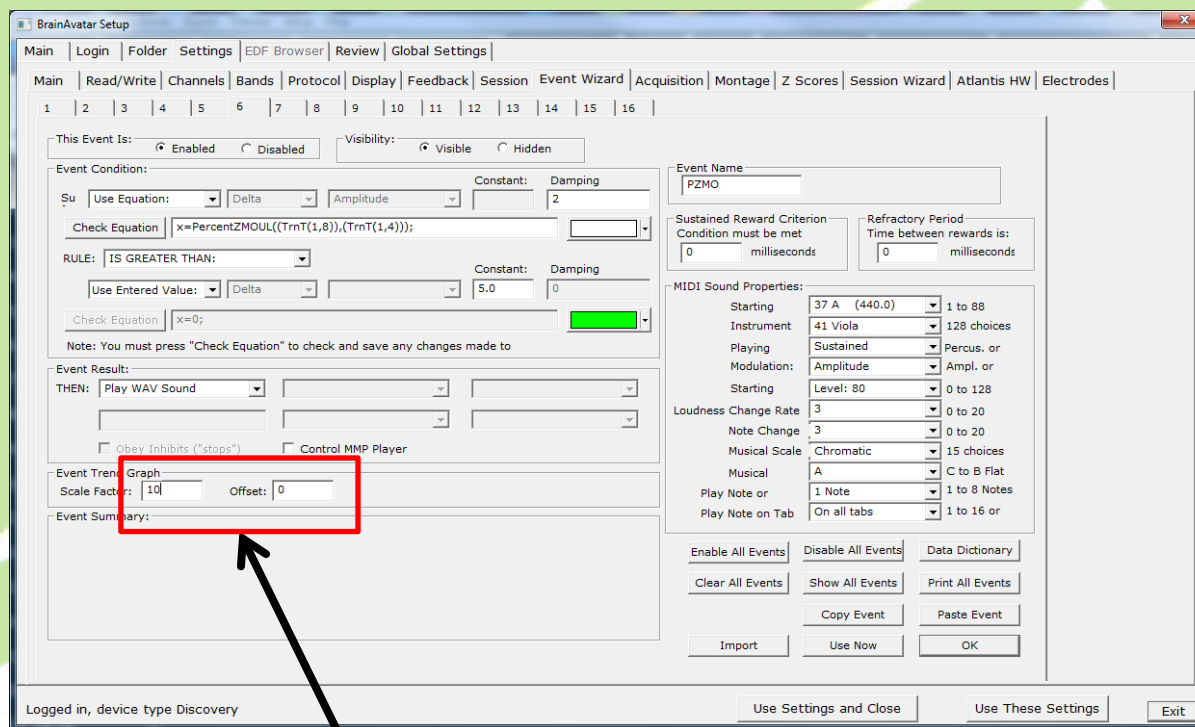 BrainAvatar Setup
Main Login Folder Settings EDF Browser Review Global Settings
Main Read/Write Channels Bands Protocol Display Feedback Session Event Wizard Acquisition Montage Z Scores Session Wizard Atlantis HW Electrodes
1 2 3 4 5 6 7 8 9 10 11 12 13 14 15 16
This Event Is: Enabled Disabled Visibility: Visible Hidden
Event Condition:
Constant: Damping
Su Use Equation: Delta Amplitude 2
Check Equation x=PercentZMOUL((TrnT(1,8)),(TrnT(1,4)));
RULE: IS GREATER THAN:
Constant: Damping
Use Entered Value: Delta 5.0 0
Check Equation x=0;
Note: You must press "Check Equation" to check and save any changes made to
Event Result:
THEN: Play WAV Sound
Obey Inhibits ("stops") Control MMP Player
Event Trend Graph
Scale Factor: 10 Offset: 0
Event Summary:
Event Name
PZMO
Sustained Reward Criterion
Condition must be met
0 milliseconds
Refractory Period
Time between rewards is:
0 milliseconds
MIDI Sound Properties:
Starting 37 A (440.0) 1 to 88
Instrument 41 Viola 128 choices
Playing Sustained Percus. or
Modulation: Amplitude Ampl. or
Starting Level: 80 0 to 128
Loudness Change Rate 3 0 to 20
Note Change 3 0 to 20
Musical Scale Chromatic 15 choices
Musical A C to B Flat
Play Note or 1 Note 1 to 8 Notes
Play Note on Tab On all tabs 1 to 16 or
Enable All Events Disable All Events Data Dictionary
Clear All Events Show All Events Print All Events
Copy Event Paste Event
Import Use Now OK
Logged in, device type Discovery Use Settings and Close Use These Settings Exit